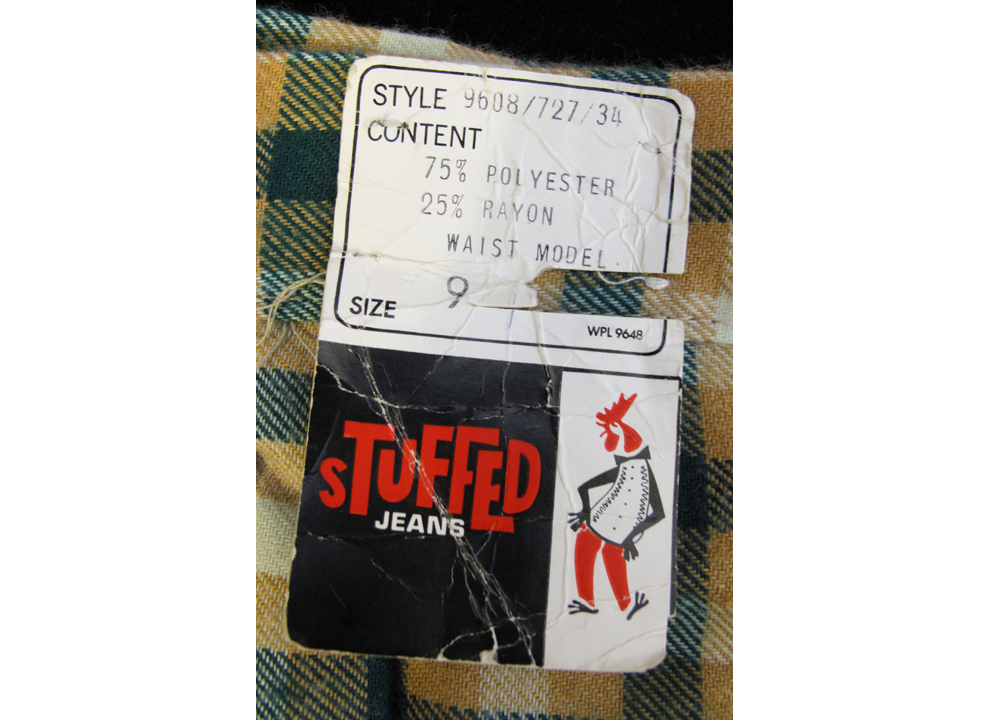 STYLE 9608/727/34
CONTENT
75% POLYESTER
25% RAYON
WAIST MODEL.
SIZE 9
WPL 9648
STUFFED
JEANS